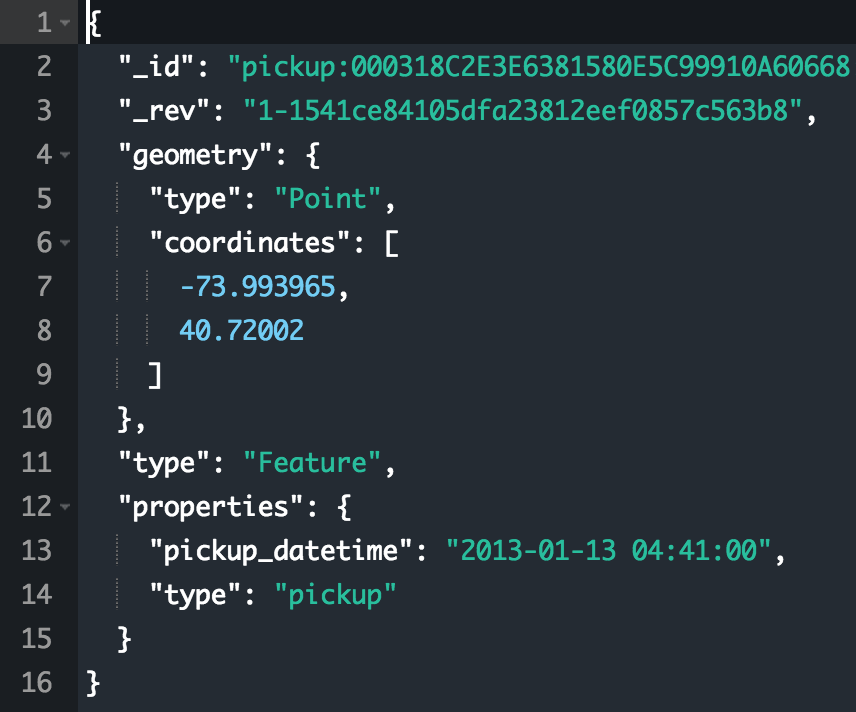 1 {
2 "_id": "pickup:000318C2E3E6381580E5C99910A60668
3 "_rev": "1-1541ce84105dfa23812eef0857c563b8",
4 "geometry": {
5 "type": "Point",
6 "coordinates": [
7 -73.993965,
8 40.72002
9 ]
10 },
11 "type": "Feature",
12 "properties": {
13 "pickup_datetime": "2013-01-13 04:41:00",
14 "type": "pickup"
15 }
16 }